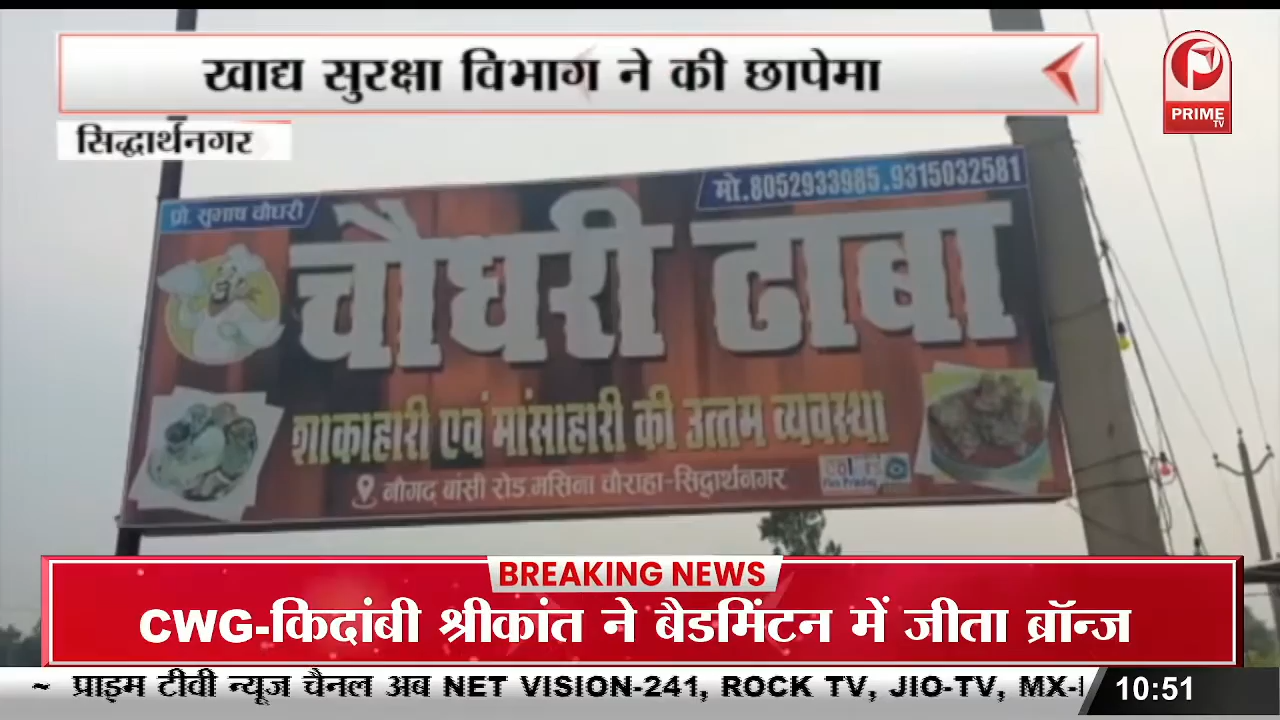 खाद्य सुरक्षा विभाग ने की छापेमा
PRIME
TV
सिद्धार्थनगर
प्रो. सुभाष चौधरी
मो.8052933985.9315032581
चौधरी ढाबा
शाकाहारी एवं मांसाहारी की उत्तम व्यवस्था
नौगढ़ बांसी रोड मसिना चौराहा-सिद्धार्थनगर
BREAKING NEWS
CWG-किदांबी श्रीकांत ने बैडमिंटन में जीता ब्रॉन्ज
~ प्राइम टीवी न्यूज चैनल अब NET VISION-241, ROCK TV, JIO-TV, MX-
10:51